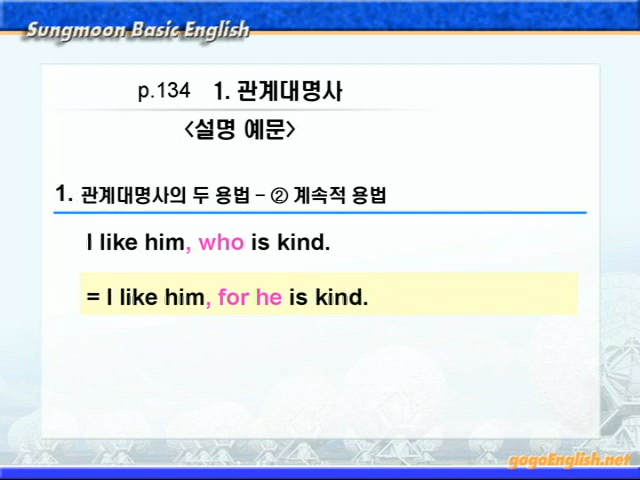 Sungmoon Basic English
p.134 1. 관계대명사
<설명 예문>
1. 관계대명사의 두 용법 – ② 계속적 용법
I like him, who is kind.
= I like him, for he is kind.
gogoEnglish.net